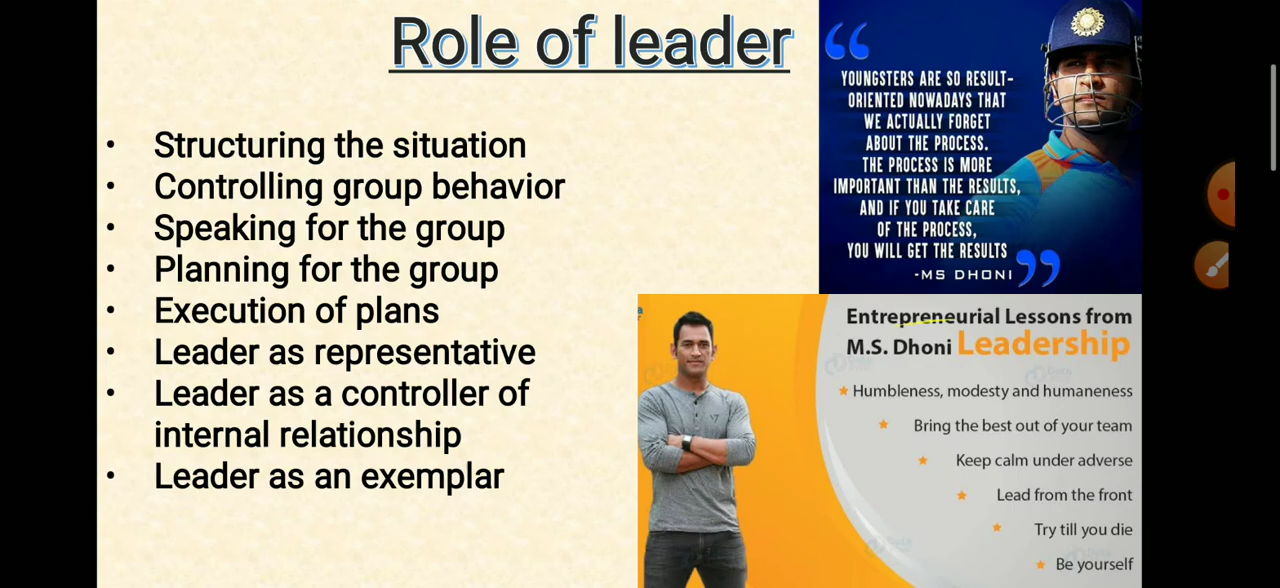 Role of leader
• Structuring the situation
• Controlling group behavior
• Speaking for the group
• Planning for the group
• Execution of plans
• Leader as representative
• Leader as a controller of
internal relationship
• Leader as an exemplar
“
YOUNGSTERS ARE SO RESULT-
ORIENTED NOWADAYS THAT
WE ACTUALLY FORGET
ABOUT THE PROCESS.
THE PROCESS IS MORE
IMPORTANT THAN THE RESULTS,
AND IF YOU TAKE CARE
OF THE PROCESS,
YOU WILL GET THE RESULTS
-MS DHONI ”
Entrepreneurial Lessons from
M.S. Dhoni Leadership
★ Humbleness, modesty and humaneness
★ Bring the best out of your team
★ Keep calm under adverse
★ Lead from the front
★ Try till you die
★ Be yourself